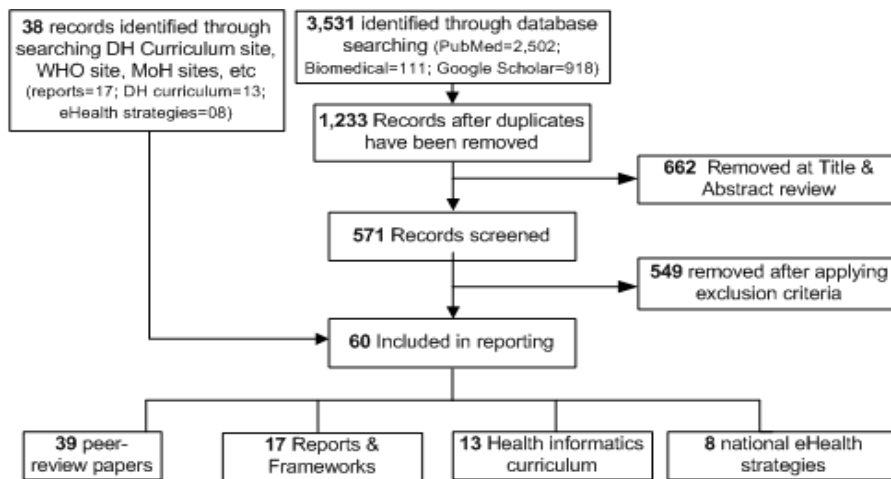 38 records identified through
searching DH Curriculum site,
WHO site, MoH sites, etc
(reports=17; DH curriculum=13;
eHealth strategies=08)
3,531 identified through database
searching (PubMed=2,502;
Biomedical=111; Google Scholar=918)
1,233 Records after duplicates
have been removed
662 Removed at Title &
Abstract review
571 Records screened
549 removed after applying
exclusion criteria
60 Included in reporting
39 peer-
review papers
17 Reports &
Frameworks
13 Health informatics
curriculum
8 national eHealth
strategies